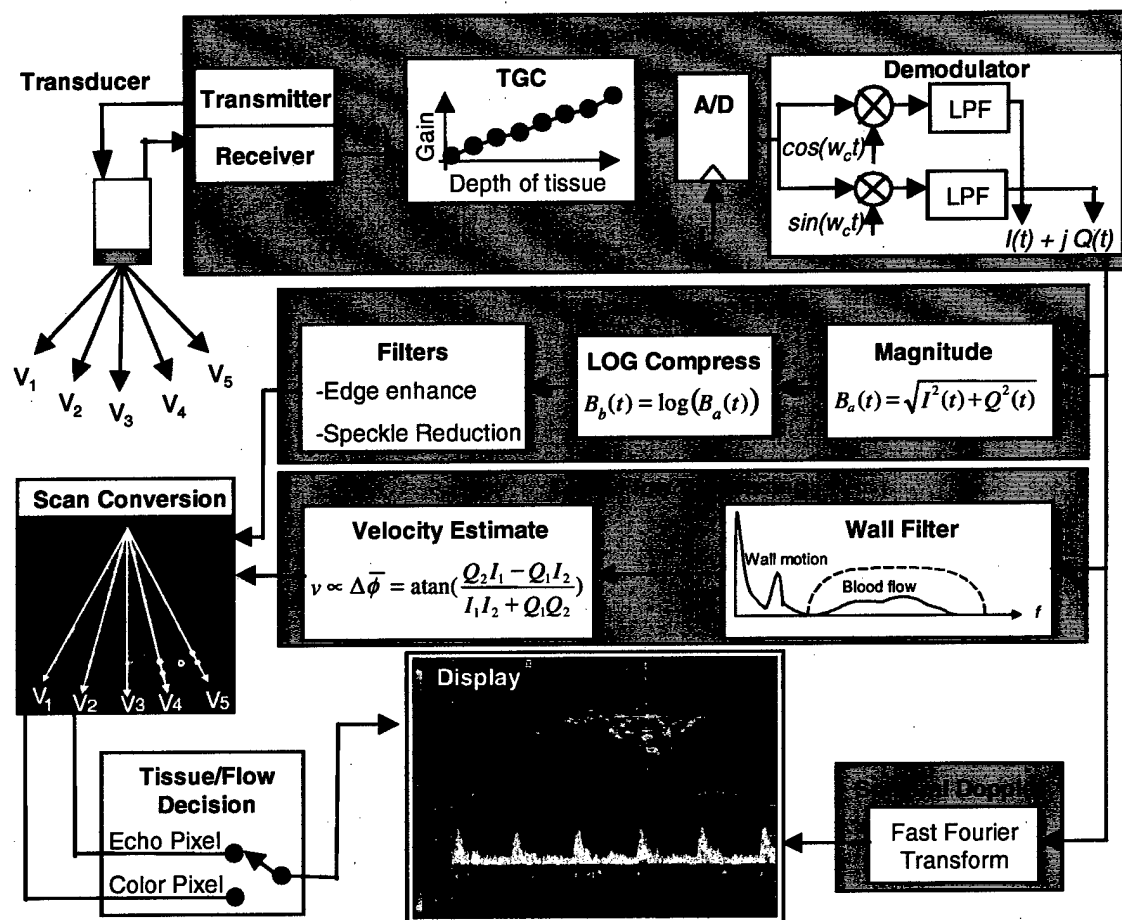 Transducer
Transmitter
Receiver
TGC
Gain
Depth of tissue
A/D
Demodulator
LPF
cos(w_c t)
LPF
sin(w_c t)
I(t) + j Q(t)
V₁
V₂
V₃
V₄
V₅
Filters
-Edge enhance
-Speckle Reduction
LOG Compress
B_b(t) = log(B_a(t))
Magnitude
B_a(t) = √I²(t) + Q²(t)
Scan Conversion
V₁ V₂ V₃ V₄ V₅
Velocity Estimate
v ∝ Δϕ̅ = atan(Q₂I₁ − Q₁I₂ / I₁I₂ + Q₁Q₂)
Wall Filter
Wall motion
Blood flow
f
Display
Tissue/Flow
Decision
Echo Pixel
Color Pixel
Fast Fourier
Transform